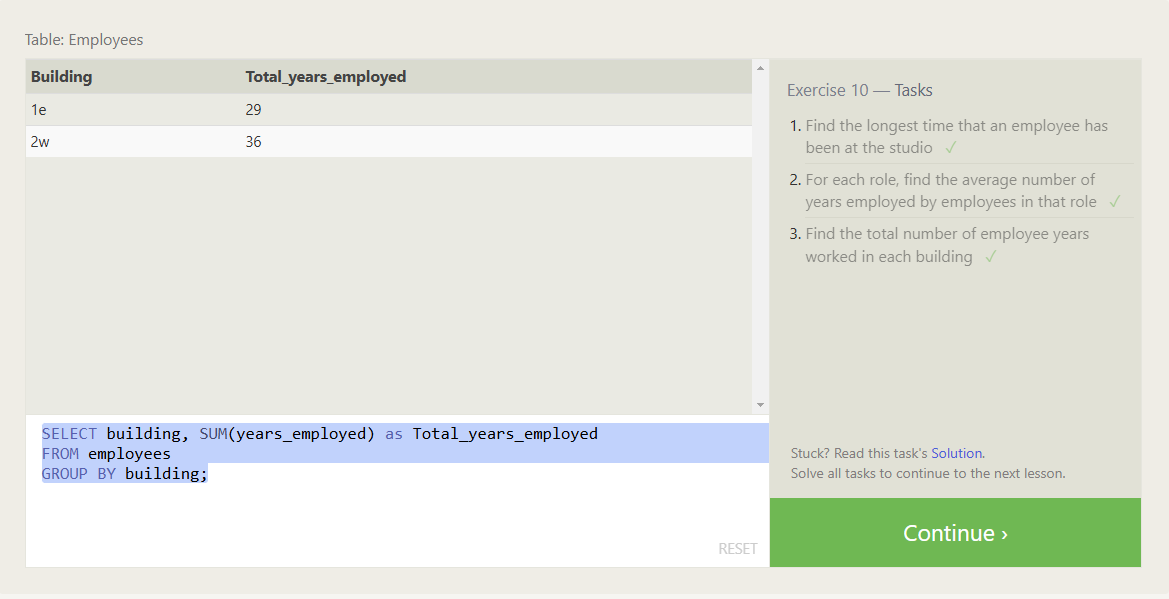 Table: Employees
Building Total_years_employed
1e 29
2w 36
SELECT building, SUM(years_employed) as Total_years_employed
FROM employees
GROUP BY building;
RESET
Exercise 10 — Tasks
1. Find the longest time that an employee has
been at the studio ✓
2. For each role, find the average number of
years employed by employees in that role ✓
3. Find the total number of employee years
worked in each building ✓
Stuck? Read this task's Solution.
Solve all tasks to continue to the next lesson.
Continue ›